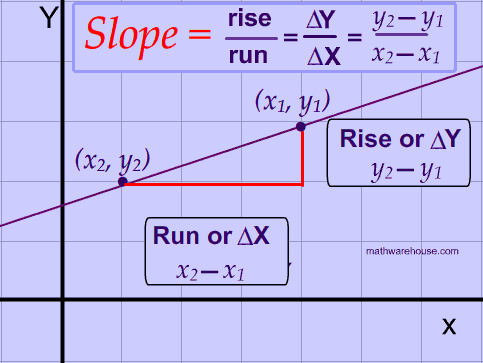 Y
Slope = rise/run = ΔY/ΔX = y₂ – y₁/x₂ – x₁
(x₁, y₁)
(x₂, y₂)
Rise or ΔY
y₂ – y₁
Run or ΔX
x₂ – x₁
mathwarehouse.com
X